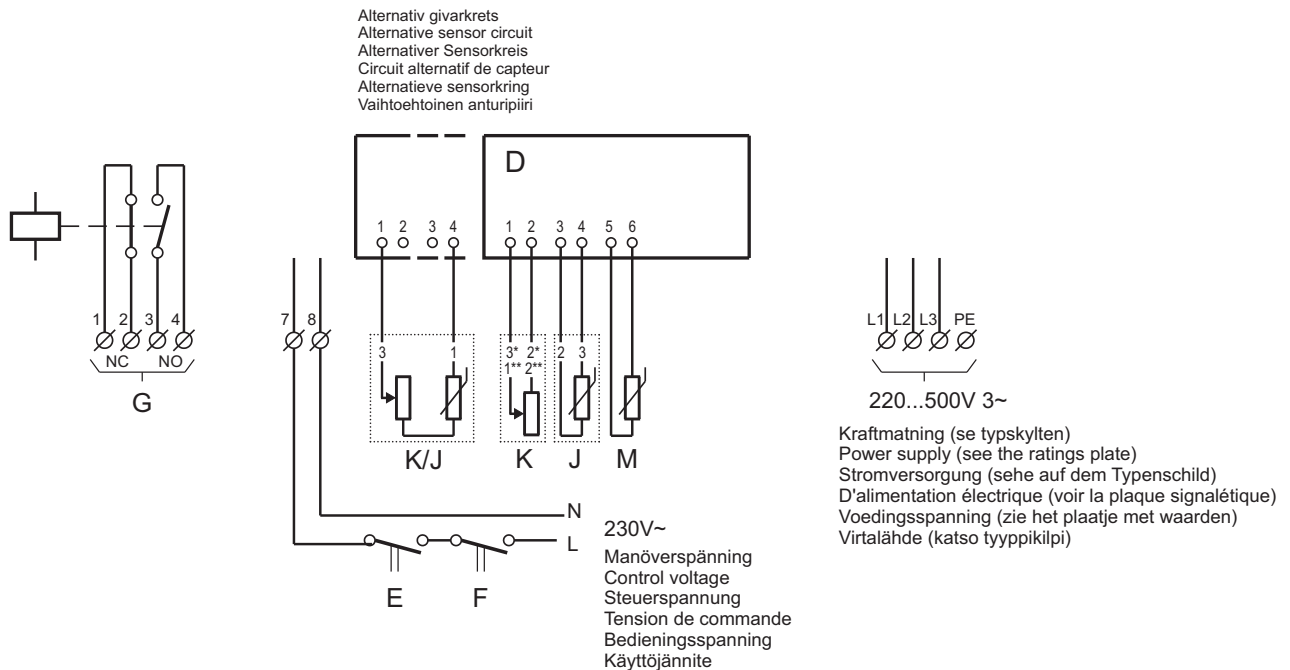 Alternativ givarkrets
Alternative sensor circuit
Alternativer Sensorkreis
Circuit alternatif de capteur
Alternatieve sensorkring
Vaihtoehtoinen anturipiiri
D
1 2 3 4
1 2 3 4 5 6
1 2 3 4
NC NO
G
7 8
3 1
3* 2*
1** 2**
2 3
K/J K J M
L1 L2 L3 PE
220...500V 3~
Kraftmatning (se typskylten)
Power supply (see the ratings plate)
Stromversorgung (sehe auf dem Typenschild)
D'alimentation électrique (voir la plaque signalétique)
Voedingsspanning (zie het plaatje met waarden)
Virtalähde (katso tyyppikilpi)
N
L
E F
230V~
Manöverspänning
Control voltage
Steuerspannung
Tension de commande
Bedieningsspanning
Käyttöjännite